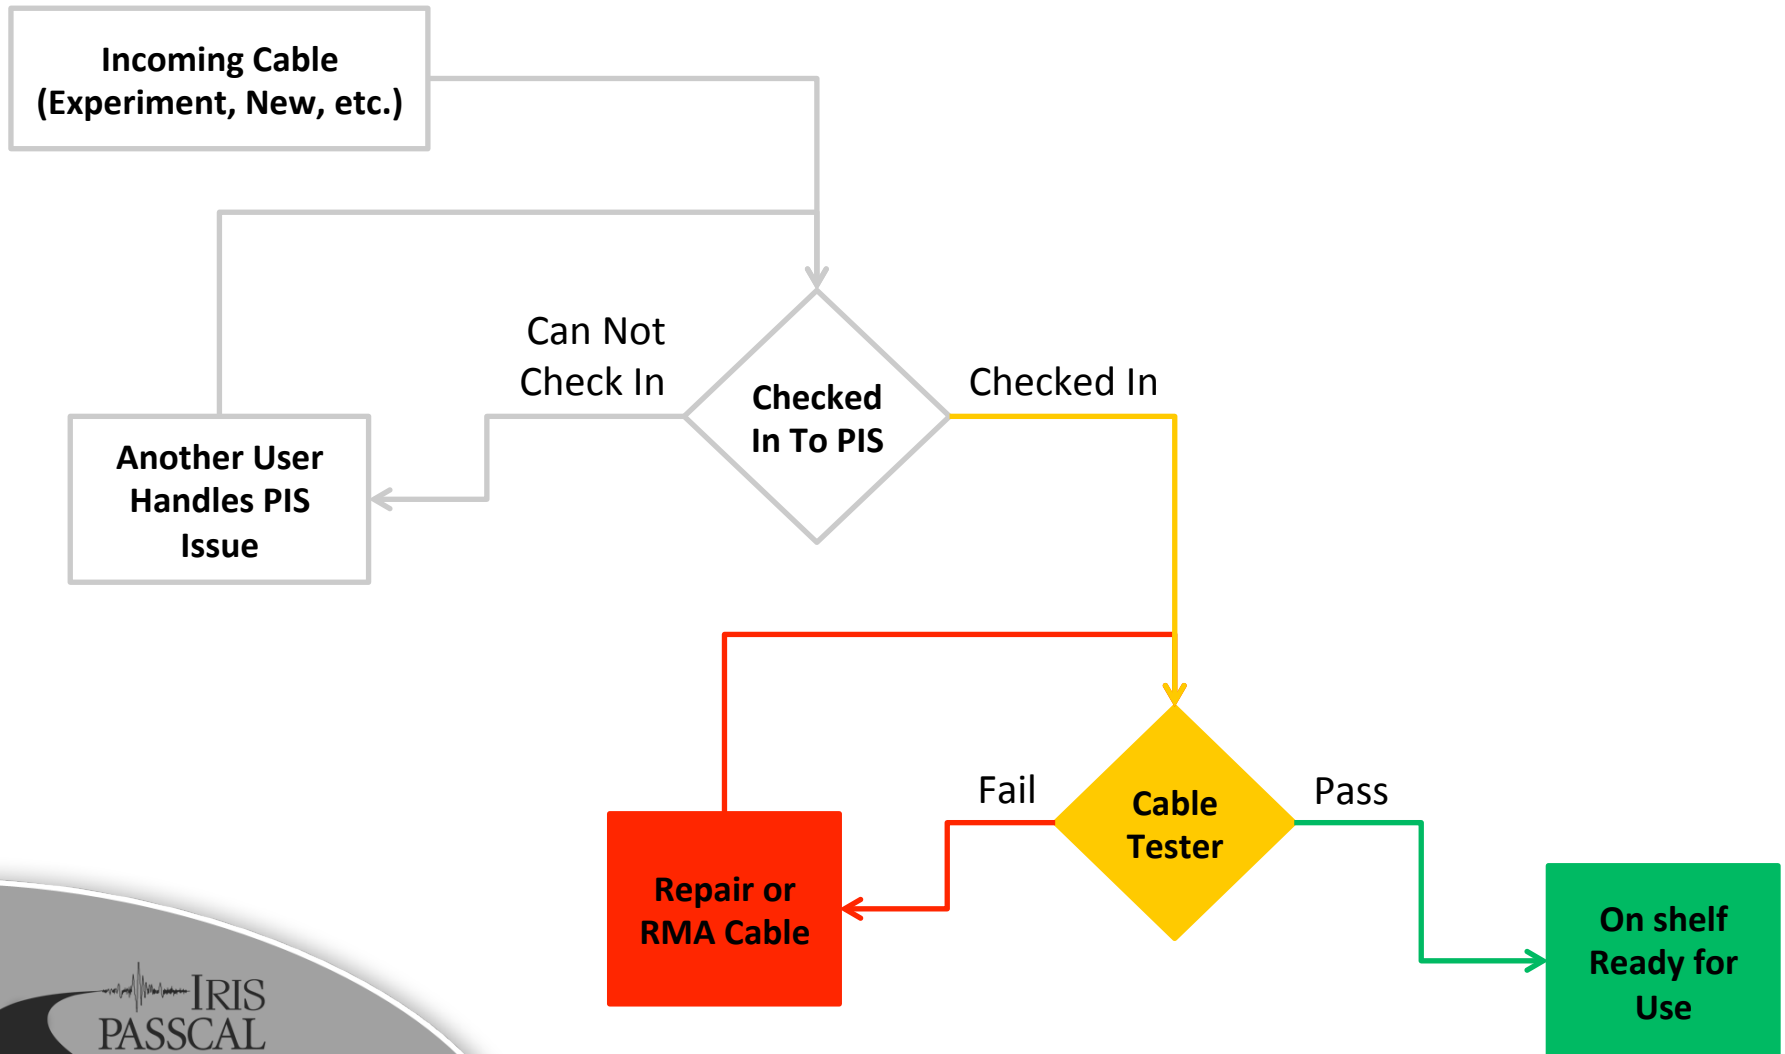 Incoming Cable
(Experiment, New, etc.)
Can Not
Check In
Checked
In To PIS
Checked In
Another User
Handles PIS
Issue
Fail
Cable
Tester
Pass
Repair or
RMA Cable
On shelf
Ready for
Use
IRIS
PASSCAL